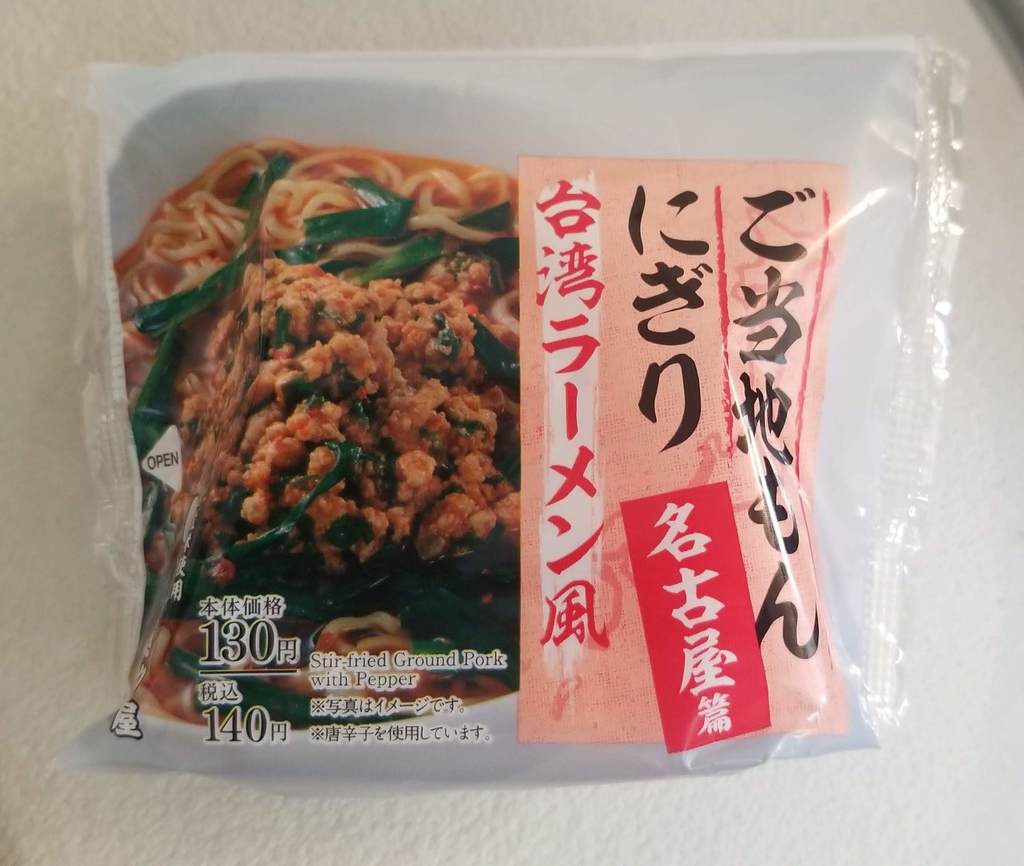 ご当地もん
にぎり
名古屋篇
台湾ラーメン風
OPEN
本体価格
130円
税込
140円
Stir-fried Ground Pork
with Pepper
※写真はイメージです。
※唐辛子を使用しています。
屋